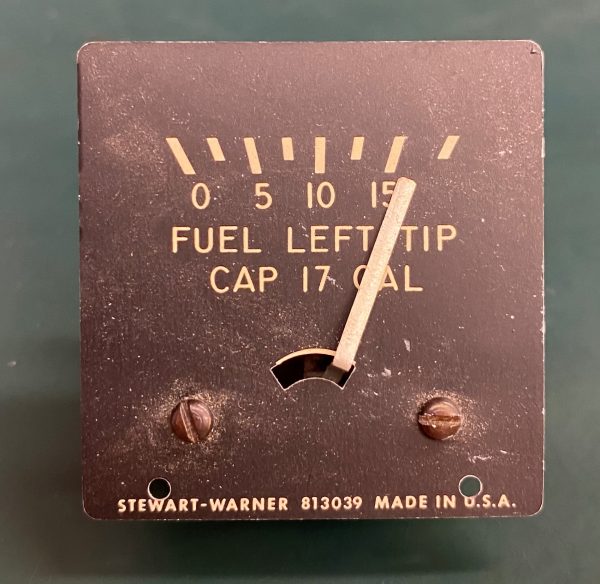 0 5 10 15
FUEL LEFT TIP
CAP 17 GAL
STEWART-WARNER 813039 MADE IN U.S.A.